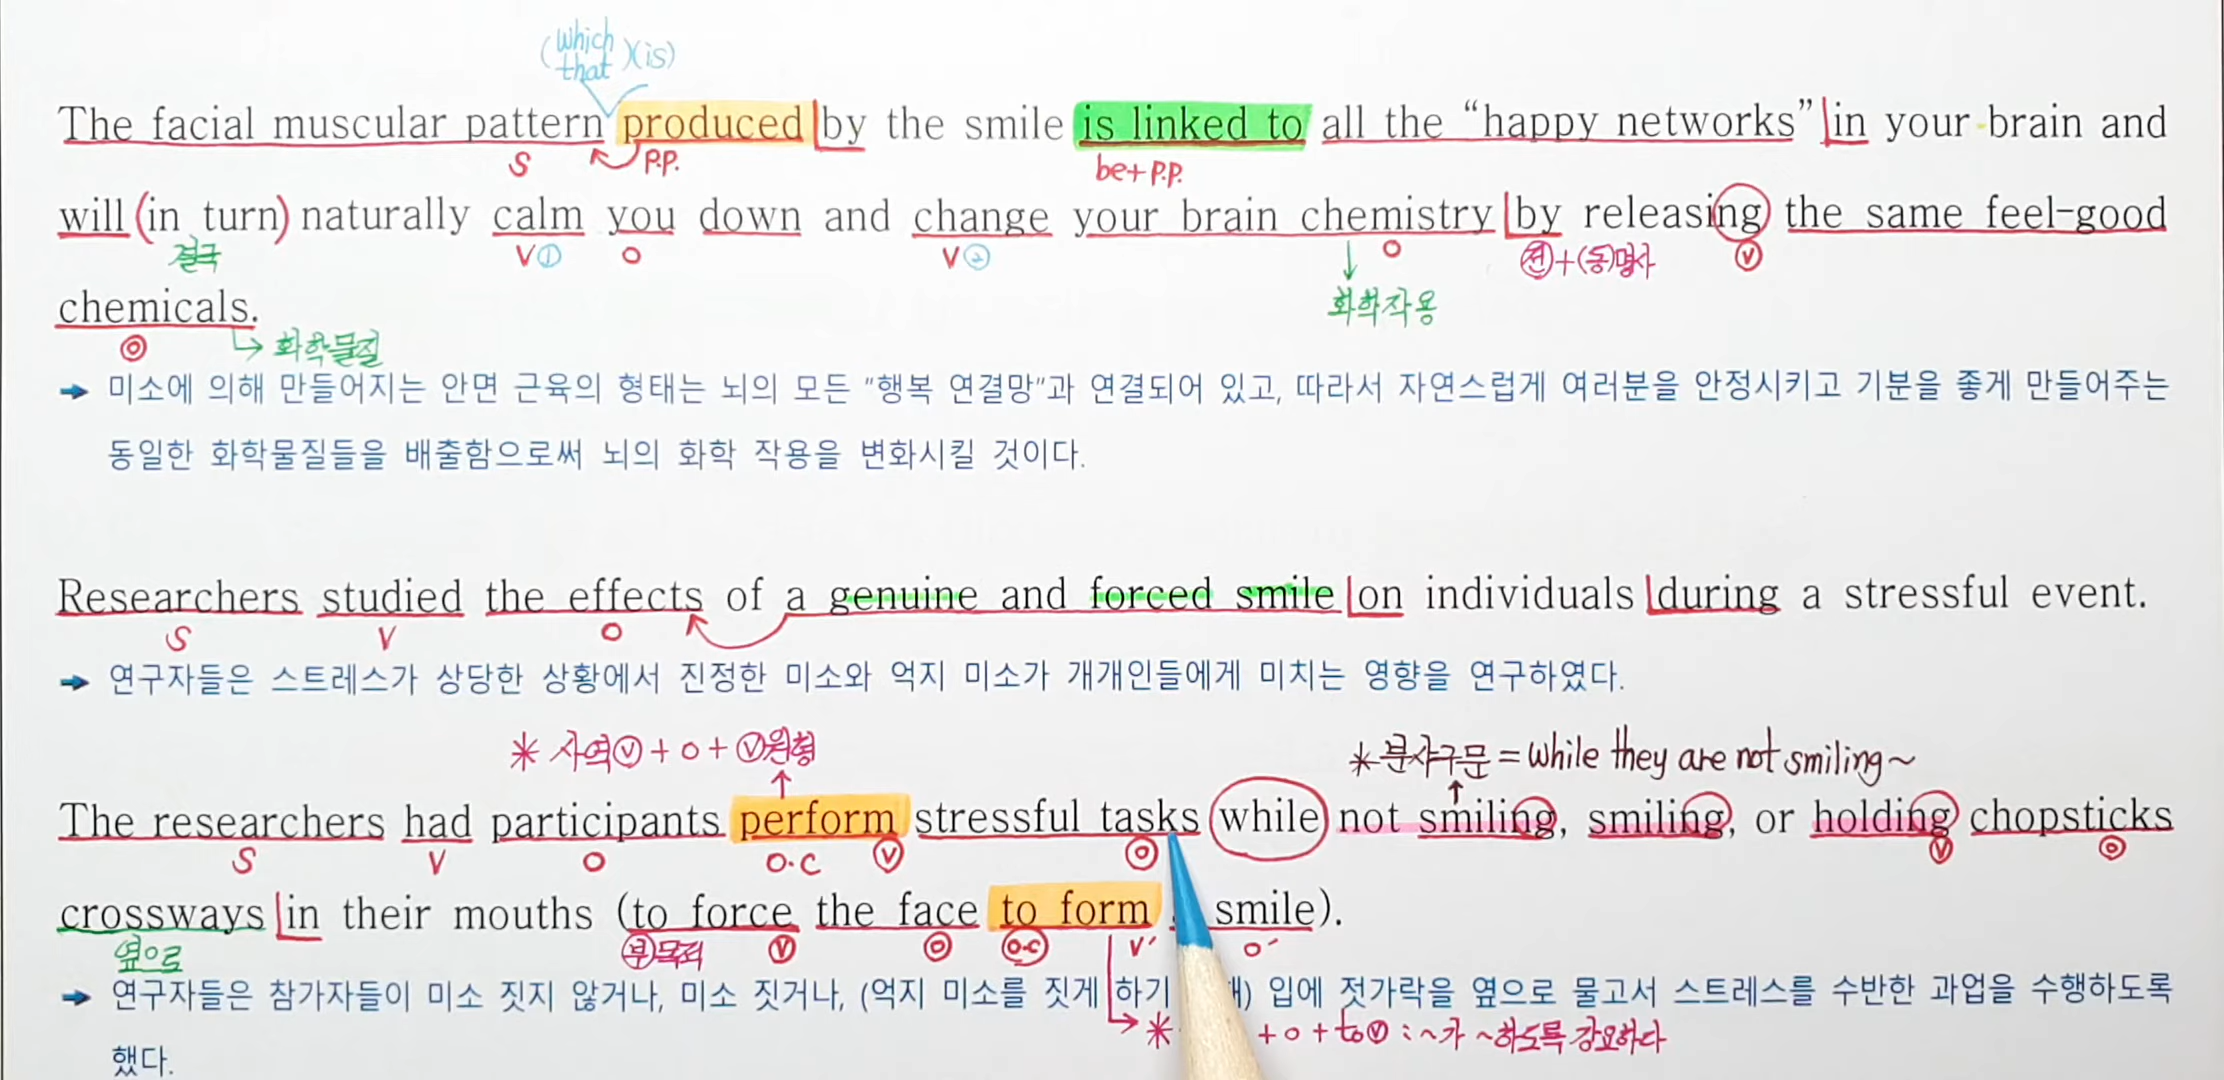 (which
that)(is)
The facial muscular pattern produced by the smile is linked to all the “happy networks” in your brain and
S P.P. be+P.P.
will (in turn) naturally calm you down and change your brain chemistry by releasing the same feel-good
결국 V① O V② O 전+(동)명사 V
화학작용
chemicals.
O 화학물질
➔ 미소에 의해 만들어지는 안면 근육의 형태는 뇌의 모든 "행복 연결망"과 연결되어 있고, 따라서 자연스럽게 여러분을 안정시키고 기분을 좋게 만들어주는
동일한 화학물질들을 배출함으로써 뇌의 화학 작용을 변화시킬 것이다.
Researchers studied the effects of a genuine and forced smile on individuals during a stressful event.
S V O
➔ 연구자들은 스트레스가 상당한 상황에서 진정한 미소와 억지 미소가 개개인들에게 미치는 영향을 연구하였다.
* 사역Ⓥ + o + Ⓥ원형 * 분사구문 = while they are not smiling~
The researchers had participants perform stressful tasks while not smiling, smiling, or holding chopsticks
S V O O.C V O V O
crossways in their mouths (to force the face to form smile).
옆으로 부 목적 V O O.C V′ O′
➔ 연구자들은 참가자들이 미소 짓지 않거나, 미소 짓거나, (억지 미소를 짓게 하기 ) 입에 젓가락을 옆으로 물고서 스트레스를 수반한 과업을 수행하도록
* + o + toⓋ : ~가 ~하도록 강요하다
했다.